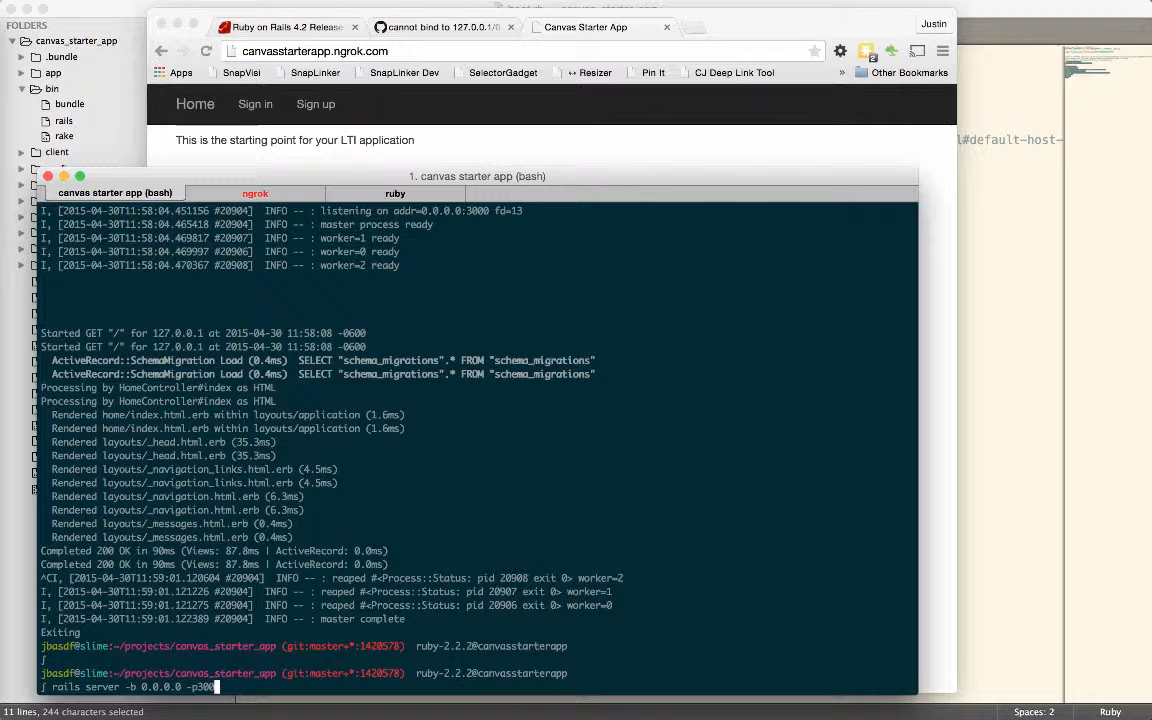 FOLDERS
canvas_starter_app
.bundle
app
bin
bundle
rails
rake
client
Ruby on Rails 4.2 Release
cannot bind to 127.0.0.1/0
Canvas Starter App
Justin
canvasstarterapp.ngrok.com
2
Apps
SnapVisi
SnapLinker
SnapLinker Dev
SelectorGadget
↔ Resizer
Pin It
CJ Deep Link Tool
»
Other Bookmarks
Home Sign in Sign up
This is the starting point for your LTI application
l#default-host-
1. canvas starter app (bash)
canvas starter app (bash) ngrok ruby
I, [2015-04-30T11:58:04.451156 #20904]  INFO -- : listening on addr=0.0.0.0:3000 fd=13
I, [2015-04-30T11:58:04.465418 #20904]  INFO -- : master process ready
I, [2015-04-30T11:58:04.469817 #20907]  INFO -- : worker=1 ready
I, [2015-04-30T11:58:04.469997 #20906]  INFO -- : worker=0 ready
I, [2015-04-30T11:58:04.470367 #20908]  INFO -- : worker=2 ready
Started GET "/" for 127.0.0.1 at 2015-04-30 11:58:08 -0600
Started GET "/" for 127.0.0.1 at 2015-04-30 11:58:08 -0600
ActiveRecord::SchemaMigration Load (0.4ms)  SELECT "schema_migrations".* FROM "schema_migrations"
ActiveRecord::SchemaMigration Load (0.4ms)  SELECT "schema_migrations".* FROM "schema_migrations"
Processing by HomeController#index as HTML
Processing by HomeController#index as HTML
Rendered home/index.html.erb within layouts/application (1.6ms)
Rendered home/index.html.erb within layouts/application (1.6ms)
Rendered layouts/_head.html.erb (35.3ms)
Rendered layouts/_head.html.erb (35.3ms)
Rendered layouts/_navigation_links.html.erb (4.5ms)
Rendered layouts/_navigation_links.html.erb (4.5ms)
Rendered layouts/_navigation.html.erb (6.3ms)
Rendered layouts/_navigation.html.erb (6.3ms)
Rendered layouts/_messages.html.erb (0.4ms)
Rendered layouts/_messages.html.erb (0.4ms)
Completed 200 OK in 90ms (Views: 87.8ms | ActiveRecord: 0.0ms)
Completed 200 OK in 90ms (Views: 87.8ms | ActiveRecord: 0.0ms)
^CI, [2015-04-30T11:59:01.120604 #20904]  INFO -- : reaped #<Process::Status: pid 20908 exit 0> worker=2
I, [2015-04-30T11:59:01.121226 #20904]  INFO -- : reaped #<Process::Status: pid 20907 exit 0> worker=1
I, [2015-04-30T11:59:01.121275 #20904]  INFO -- : reaped #<Process::Status: pid 20906 exit 0> worker=0
I, [2015-04-30T11:59:01.122389 #20904]  INFO -- : master complete
Exiting
jbasdf@slime:~/projects/canvas_starter_app (git:master+*:1420578)  ruby-2.2.2@canvasstarterapp
∫
jbasdf@slime:~/projects/canvas_starter_app (git:master+*:1420578)  ruby-2.2.2@canvasstarterapp
∫ rails server -b 0.0.0.0 -p300
11 lines, 244 characters selected
Spaces: 2
Ruby